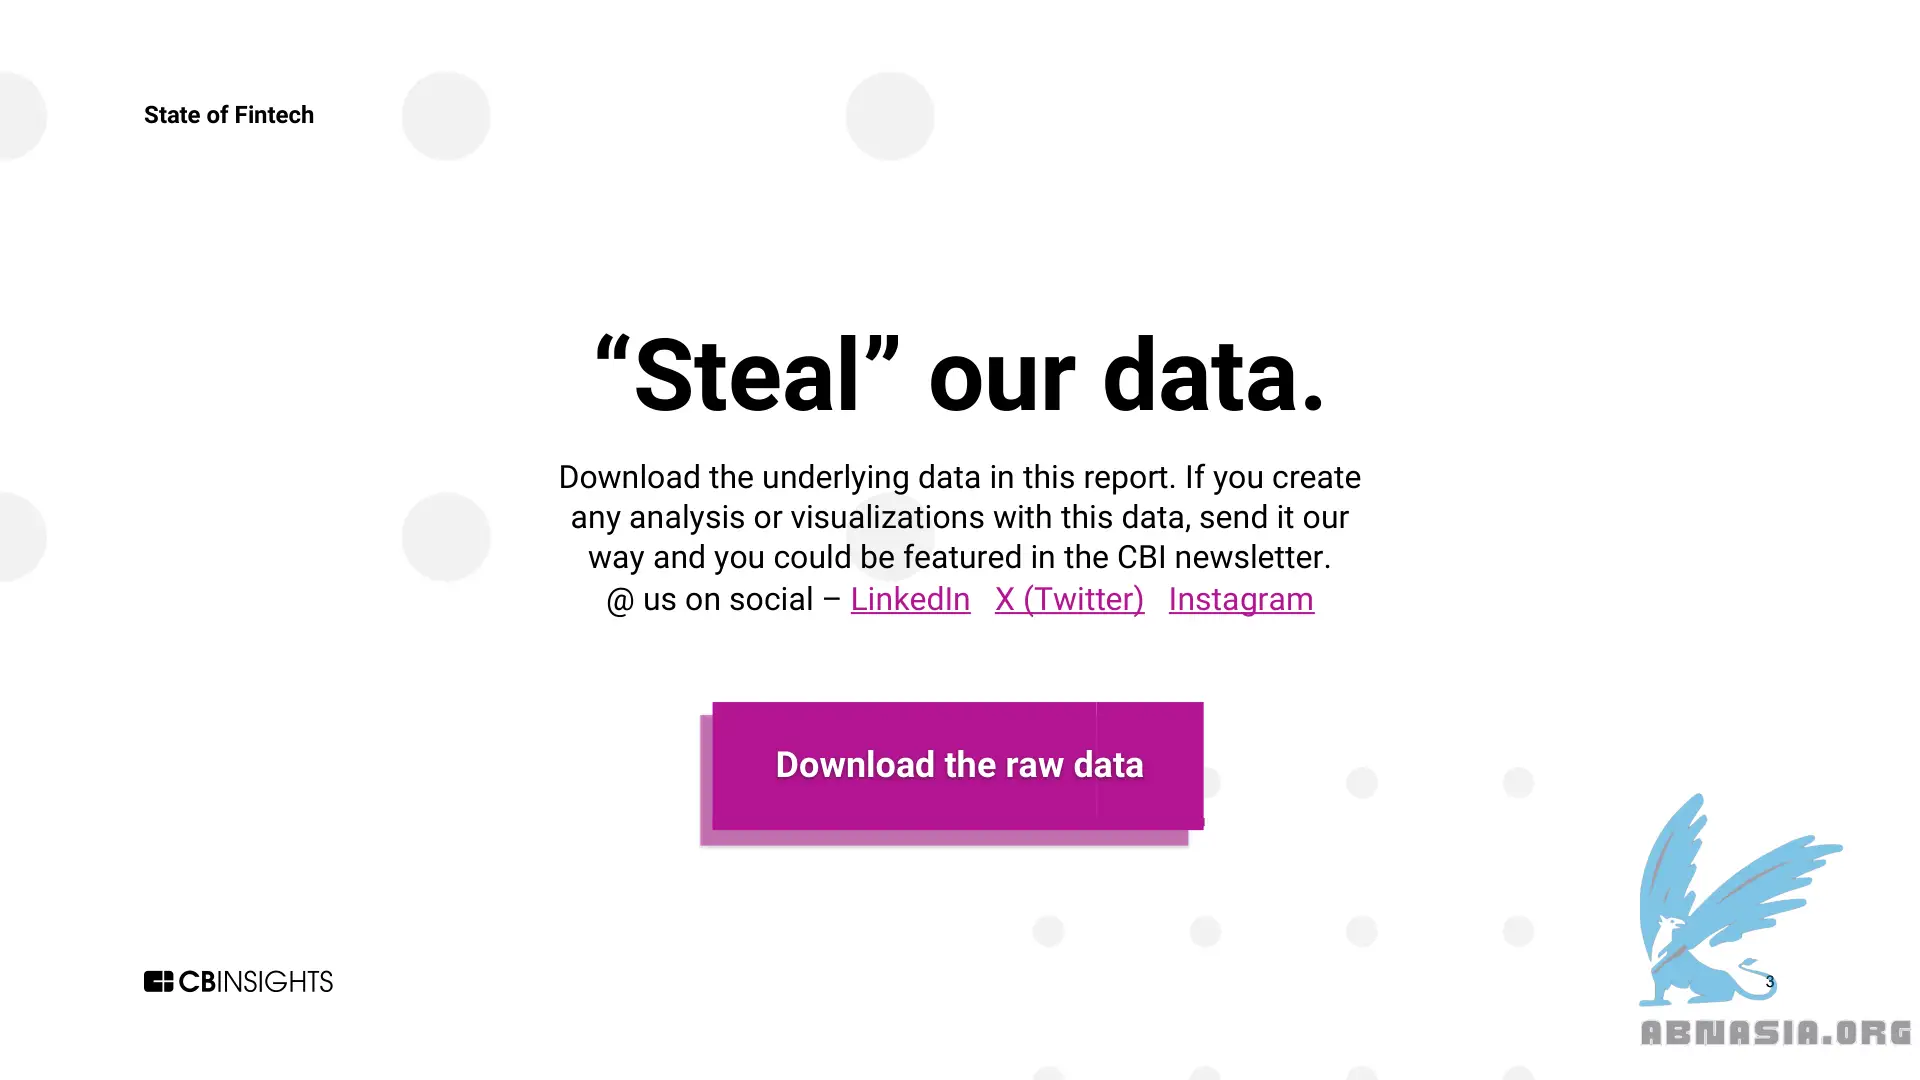 State of Fintech
“Steal” our data.
Download the underlying data in this report. If you create
any analysis or visualizations with this data, send it our
way and you could be featured in the CBI newsletter.
@ us on social – LinkedIn X (Twitter) Instagram
Download the raw data
CBINSIGHTS
3
ABNASIA.ORG